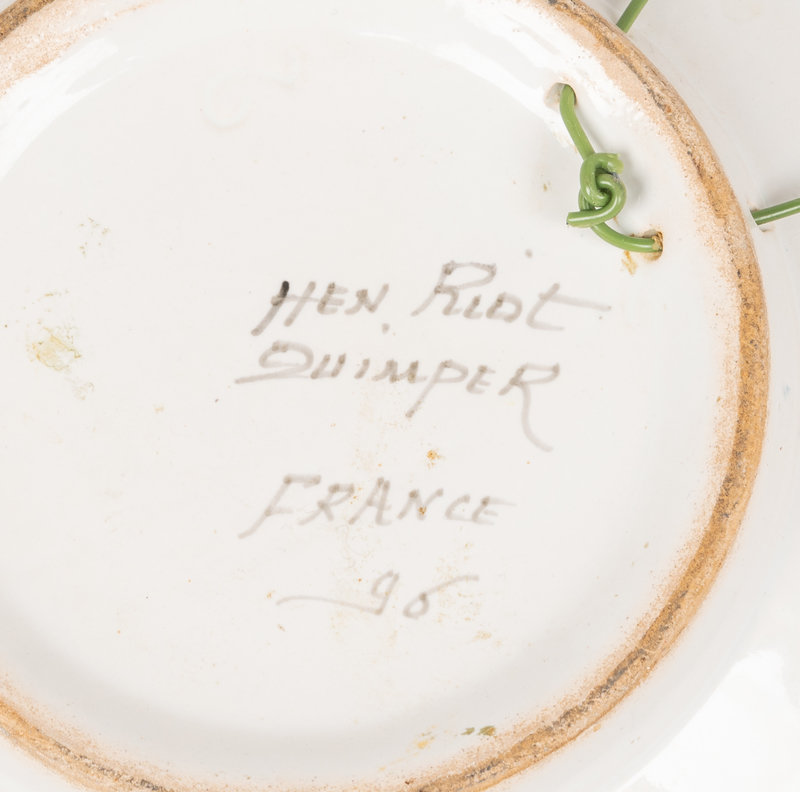 HEN. RIOT
QUIMPER
FRANCE
96